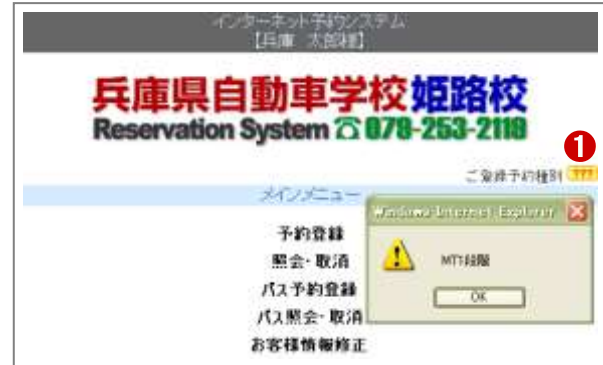 インターネット予約システム
【兵庫 太郎様】
兵庫県自動車学校姫路校
Reservation System ☎079-253-2119
1
ご登録予約種別 ???
メインメニュー
Windows Internet Explorer
予約登録
照会・取消
MT1段階
パス予約登録
OK
パス照会・取消
お客様情報修正